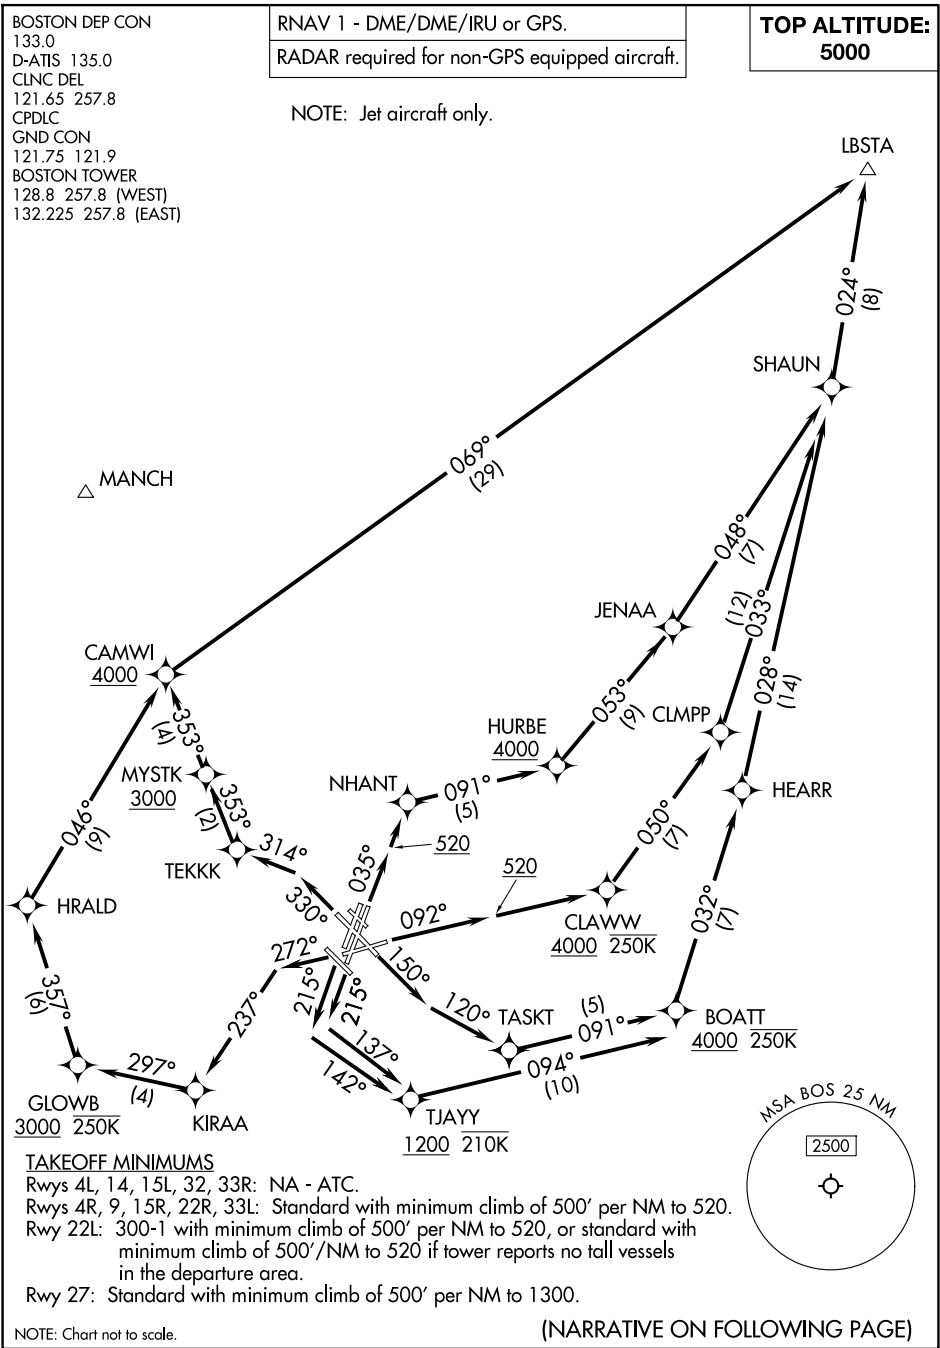 BOSTON DEP CON
133.0
D-ATIS 135.0
CLNC DEL
121.65 257.8
CPDLC
GND CON
121.75 121.9
BOSTON TOWER
128.8 257.8 (WEST)
132.225 257.8 (EAST)
RNAV 1 - DME/DME/IRU or GPS.
RADAR required for non-GPS equipped aircraft.
TOP ALTITUDE:
5000
NOTE: Jet aircraft only.
LBSTA
024°
(8)
SHAUN
069°
(29)
MANCH
048°
(7)
JENAA
(12)
033°
CAMWI
4000
053°
(9)
028°
(14)
CLMPP
353°
(4)
HURBE
4000
MYSTK
3000
NHANT
091°
(5)
HEARR
353°
(2)
046°
(9)
050°
(7)
520
314°
TEKKK
035°
520
HRALD
330°
092°
CLAWW
4000 250K
032°
(7)
272°
150°
357°
(6)
215°
215°
237°
120°
TASKT
(5)
091°
BOATT
4000 250K
137°
094°
(10)
297°
(4)
142°
GLOWB
3000 250K
KIRAA
TJAYY
1200 210K
MSA BOS 25 NM
2500
TAKEOFF MINIMUMS
Rwys 4L, 14, 15L, 32, 33R: NA - ATC.
Rwys 4R, 9, 15R, 22R, 33L: Standard with minimum climb of 500' per NM to 520.
Rwy 22L: 300-1 with minimum climb of 500' per NM to 520, or standard with
minimum climb of 500'/NM to 520 if tower reports no tall vessels
in the departure area.
Rwy 27: Standard with minimum climb of 500' per NM to 1300.
NOTE: Chart not to scale.
(NARRATIVE ON FOLLOWING PAGE)